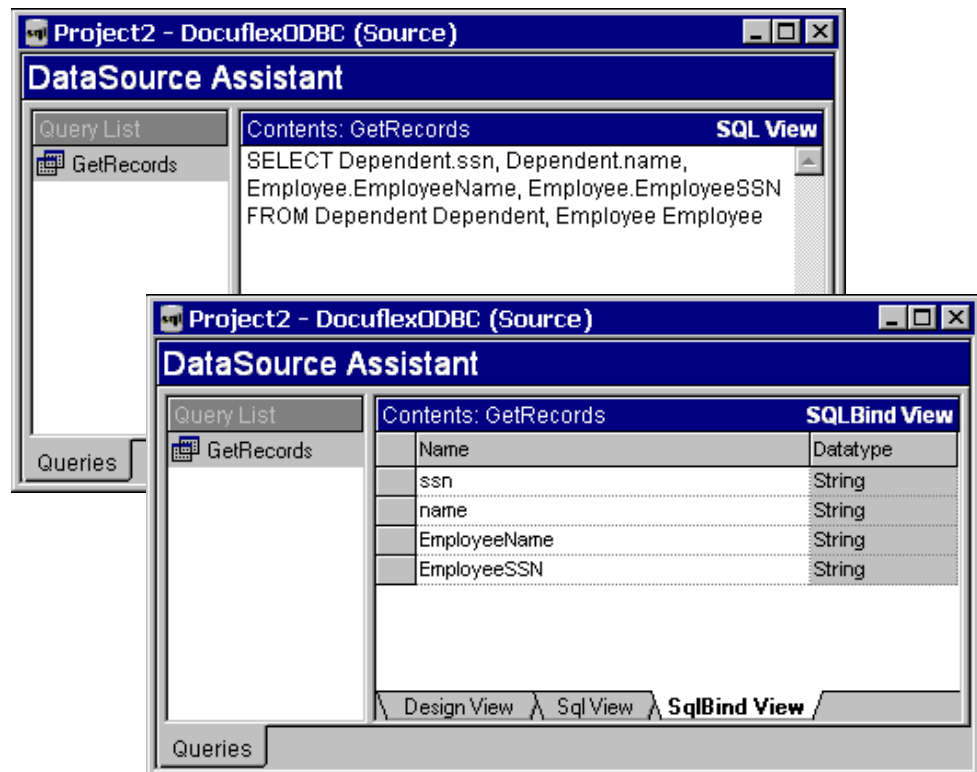 sql Project2 - DocuflexODBC (Source)
DataSource Assistant
Query List
GetRecords
Contents: GetRecords SQL View
SELECT Dependent.ssn, Dependent.name,
Employee.EmployeeName, Employee.EmployeeSSN
FROM Dependent Dependent, Employee Employee
Queries
sql Project2 - DocuflexODBC (Source)
DataSource Assistant
Query List
GetRecords
Contents: GetRecords SQLBind View
Name Datatype
ssn String
name String
EmployeeName String
EmployeeSSN String
Design View Sql View SqlBind View
Queries